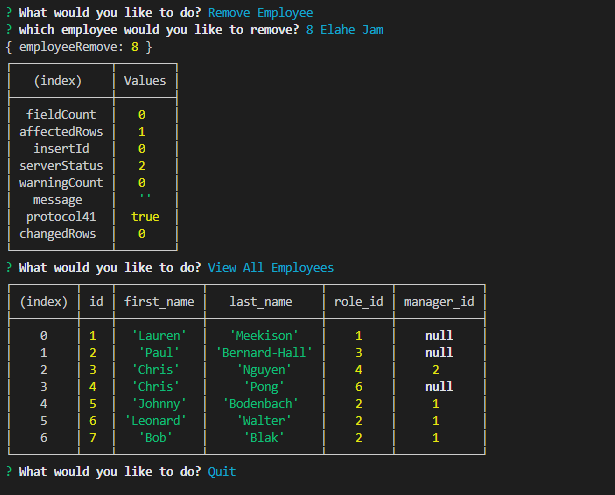 ? What would you like to do? Remove Employee
? which employee would you like to remove? 8 Elahe Jam
{ employeeRemove: 8 }
(index) Values
fieldCount 0
affectedRows 1
insertId 0
serverStatus 2
warningCount 0
message ''
protocol41 true
changedRows 0
? What would you like to do? View All Employees
(index) id first_name last_name role_id manager_id
0 1 'Lauren' 'Meekison' 1 null
1 2 'Paul' 'Bernard-Hall' 3 null
2 3 'Chris' 'Nguyen' 4 2
3 4 'Chris' 'Pong' 6 null
4 5 'Johnny' 'Bodenbach' 2 1
5 6 'Leonard' 'Walter' 2 1
6 7 'Bob' 'Blak' 2 1
? What would you like to do? Quit